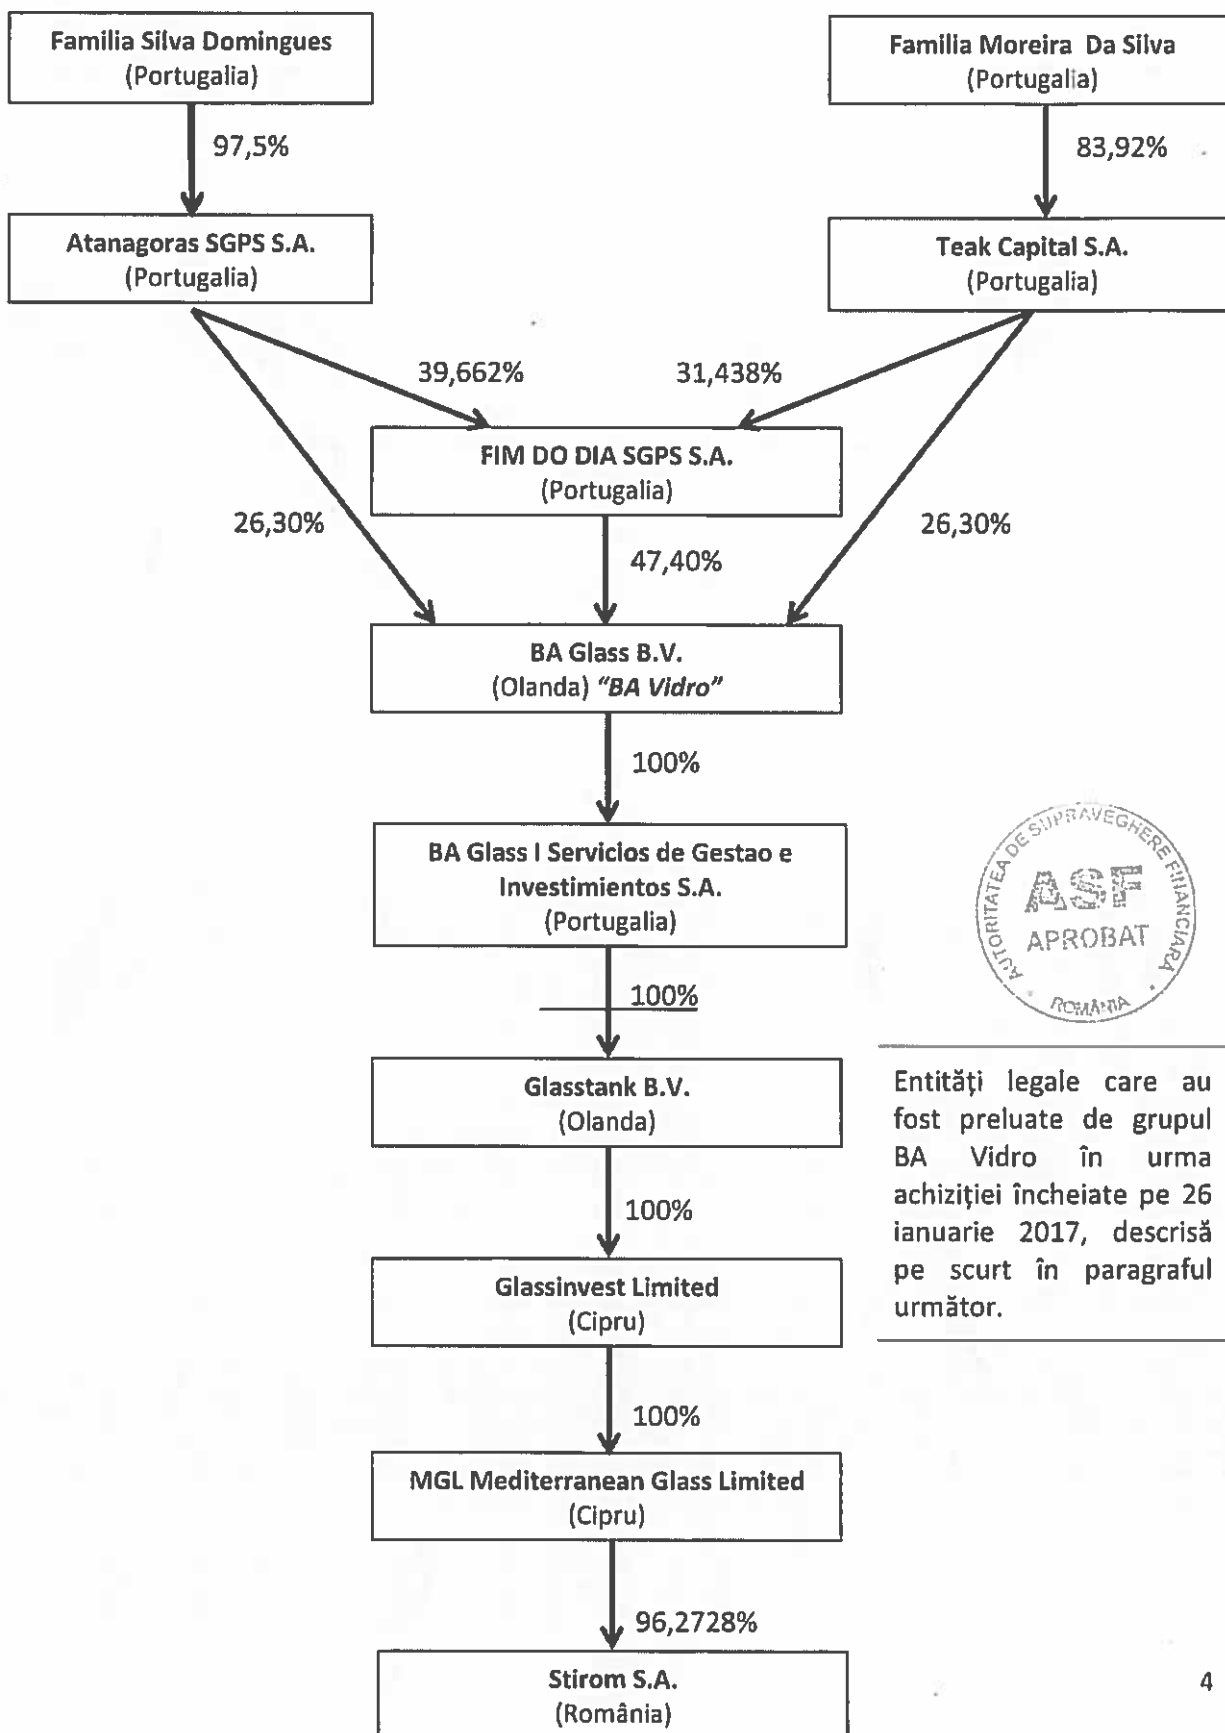 Familia Silva Domingues
(Portugalia)
Familia Moreira Da Silva
(Portugalia)
97,5%
83,92%
Atanagoras SGPS S.A.
(Portugalia)
Teak Capital S.A.
(Portugalia)
39,662%
31,438%
FIM DO DIA SGPS S.A.
(Portugalia)
26,30%
47,40%
26,30%
BA Glass B.V.
(Olanda) “BA Vidro”
100%
BA Glass I Servicios de Gestao e
Investimientos S.A.
(Portugalia)
AUTORITATEA DE SUPRAVEGHERE FINANCIARĂ
ASF
APROBAT
ROMÂNIA
100%
Glasstank B.V.
(Olanda)
Entități legale care au
fost preluate de grupul
BA Vidro în urma
achiziției încheiate pe 26
ianuarie 2017, descrisă
pe scurt în paragraful
următor.
100%
Glassinvest Limited
(Cipru)
100%
MGL Mediterranean Glass Limited
(Cipru)
96,2728%
Stirom S.A.
(România)
4